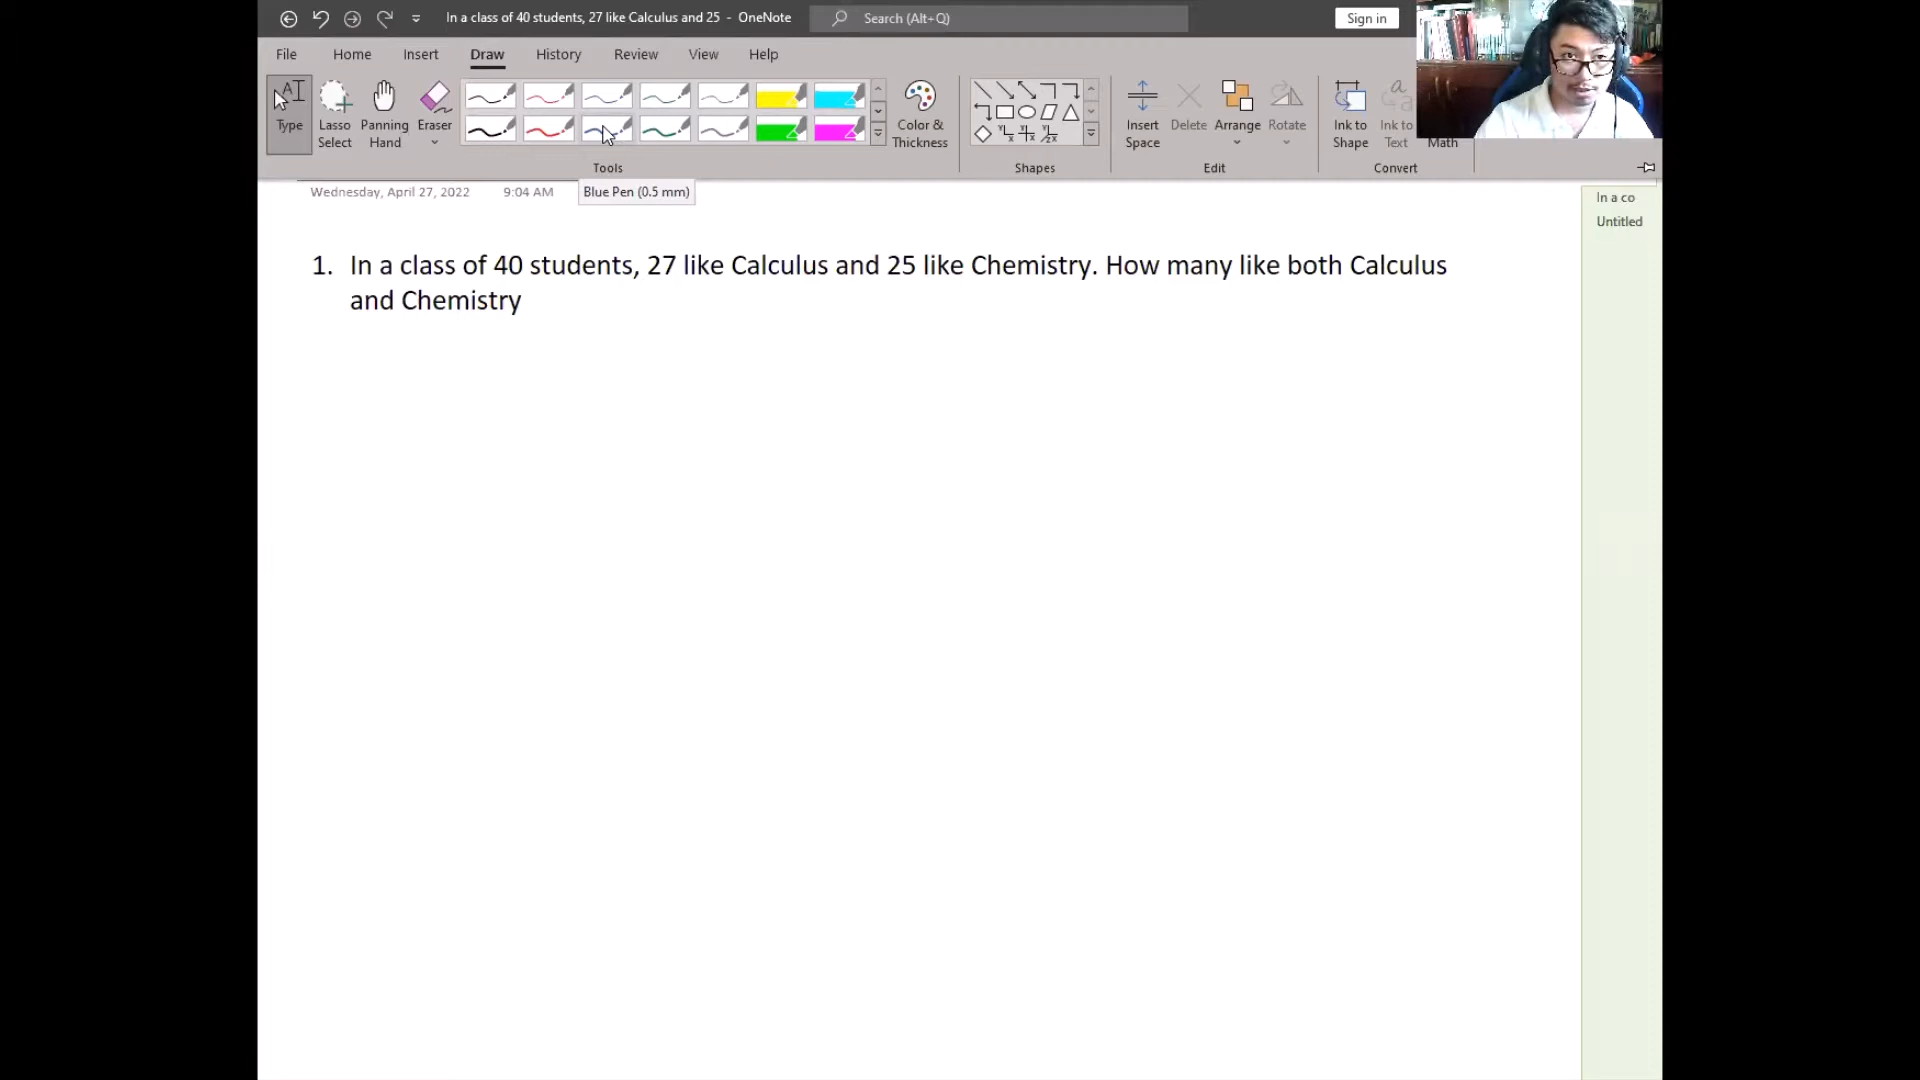 In a class of 40 students, 27 like Calculus and 25 - OneNote
Search (Alt+Q)
Sign in
File Home Insert Draw History Review View Help
Type
Lasso Select
Panning Hand
Eraser
Color & Thickness
Insert Space
Delete
Arrange
Rotate
Ink to Shape
Ink to Text
Math
Tools
Shapes
Edit
Convert
Wednesday, April 27, 2022 9:04 AM
Blue Pen (0.5 mm)
In a co
Untitled
1. In a class of 40 students, 27 like Calculus and 25 like Chemistry. How many like both Calculus
and Chemistry